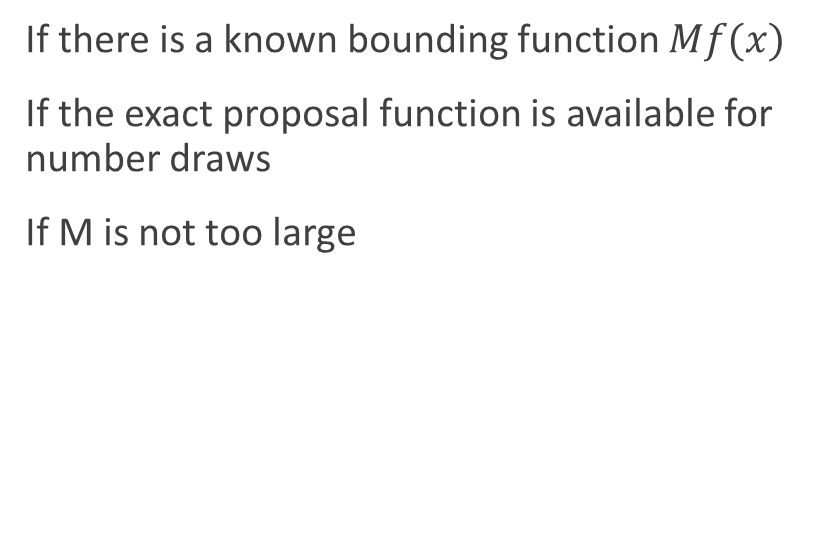 If there is a known bounding function 𝑀𝑓(𝑥)
If the exact proposal function is available for
number draws
If M is not too large